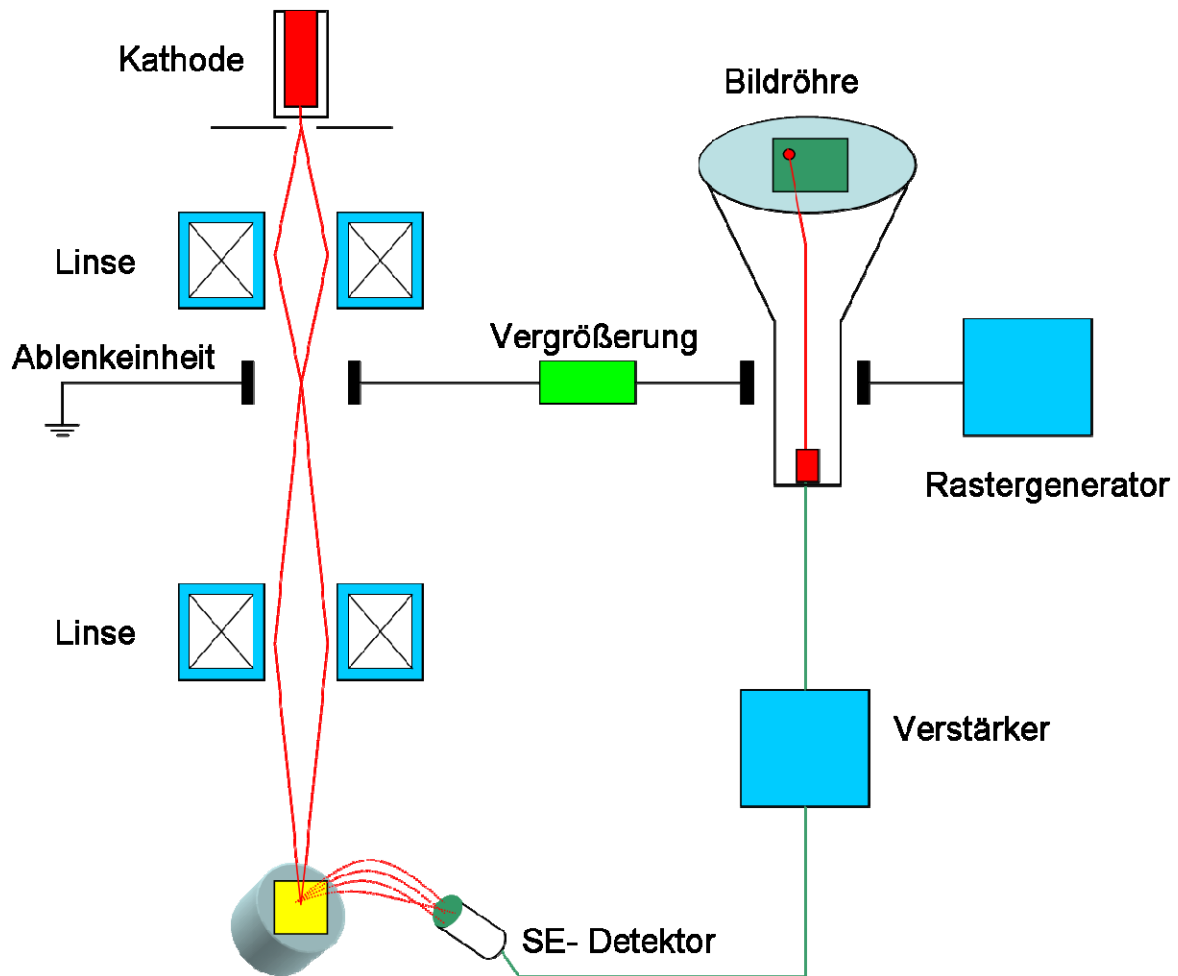 Kathode
Bildröhre
Linse
Ablenkeinheit
Vergrößerung
Rastergenerator
Linse
Verstärker
SE- Detektor